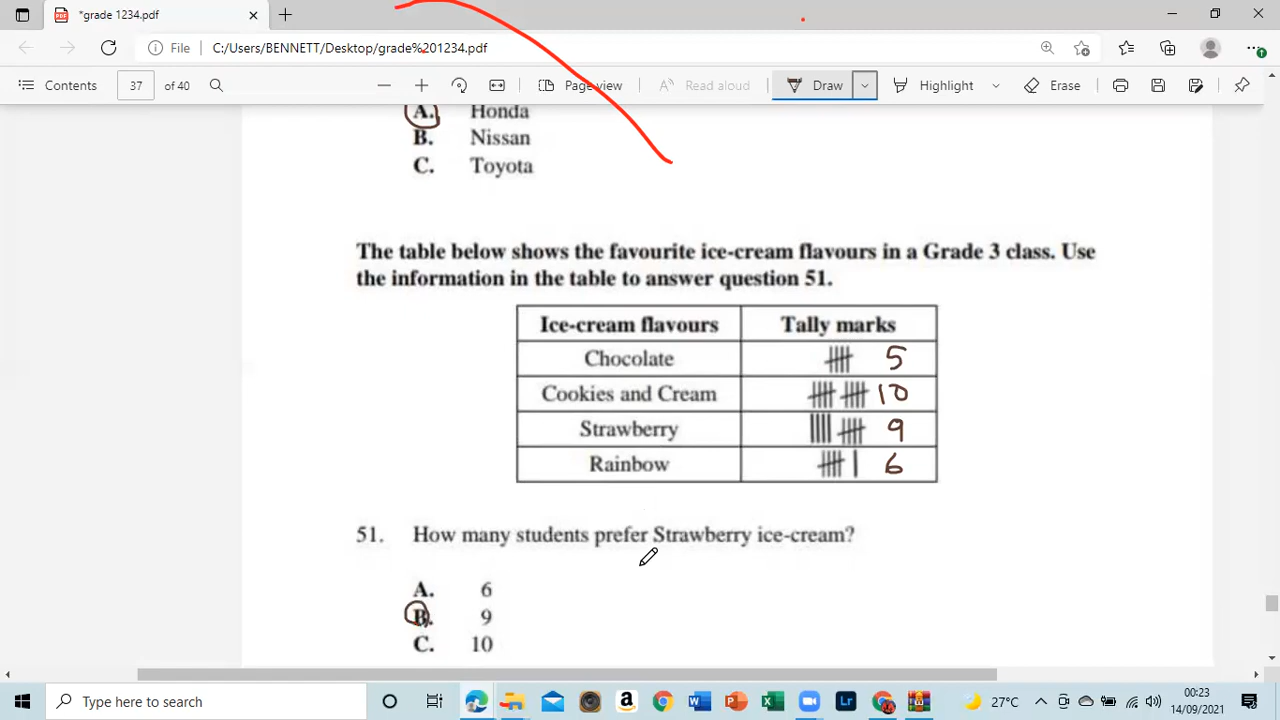 *grade 1234.pdf
File C:/Users/BENNETT/Desktop/grade%201234.pdf
Contents 37 of 40 Page view Read aloud Draw Highlight Erase
A. Honda
B. Nissan
C. Toyota
The table below shows the favourite ice-cream flavours in a Grade 3 class. Use
the information in the table to answer question 51.
Ice-cream flavours Tally marks
Chocolate 5
Cookies and Cream 10
Strawberry 9
Rainbow 6
51. How many students prefer Strawberry ice-cream?
A. 6
B. 9
C. 10
Type here to search 27°C 00:23
14/09/2021